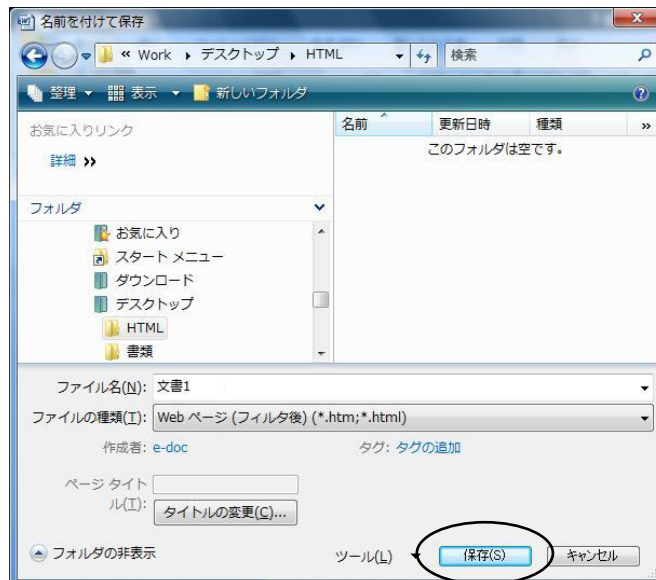 名前を付けて保存
« Work ▸ デスクトップ ▸ HTML 検索
整理 表示 新しいフォルダ
お気に入りリンク
詳細 »
名前 更新日時 種類 »
このフォルダは空です。
フォルダ
お気に入り
スタート メニュー
ダウンロード
デスクトップ
HTML
書類
ファイル名(N): 文書1
ファイルの種類(T): Web ページ (フィルタ後) (*.htm;*.html)
作成者: e-doc タグ: タグの追加
ページ タイト
ル(I):
タイトルの変更(C)...
フォルダの非表示 ツール(L) 保存(S) キャンセル